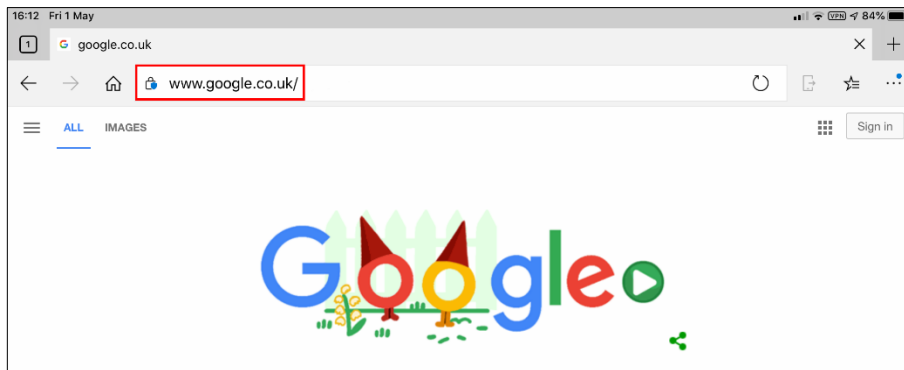 16:12 Fri 1 May VPN 84%
1 G google.co.uk
www.google.co.uk/
ALL IMAGES Sign in
Google